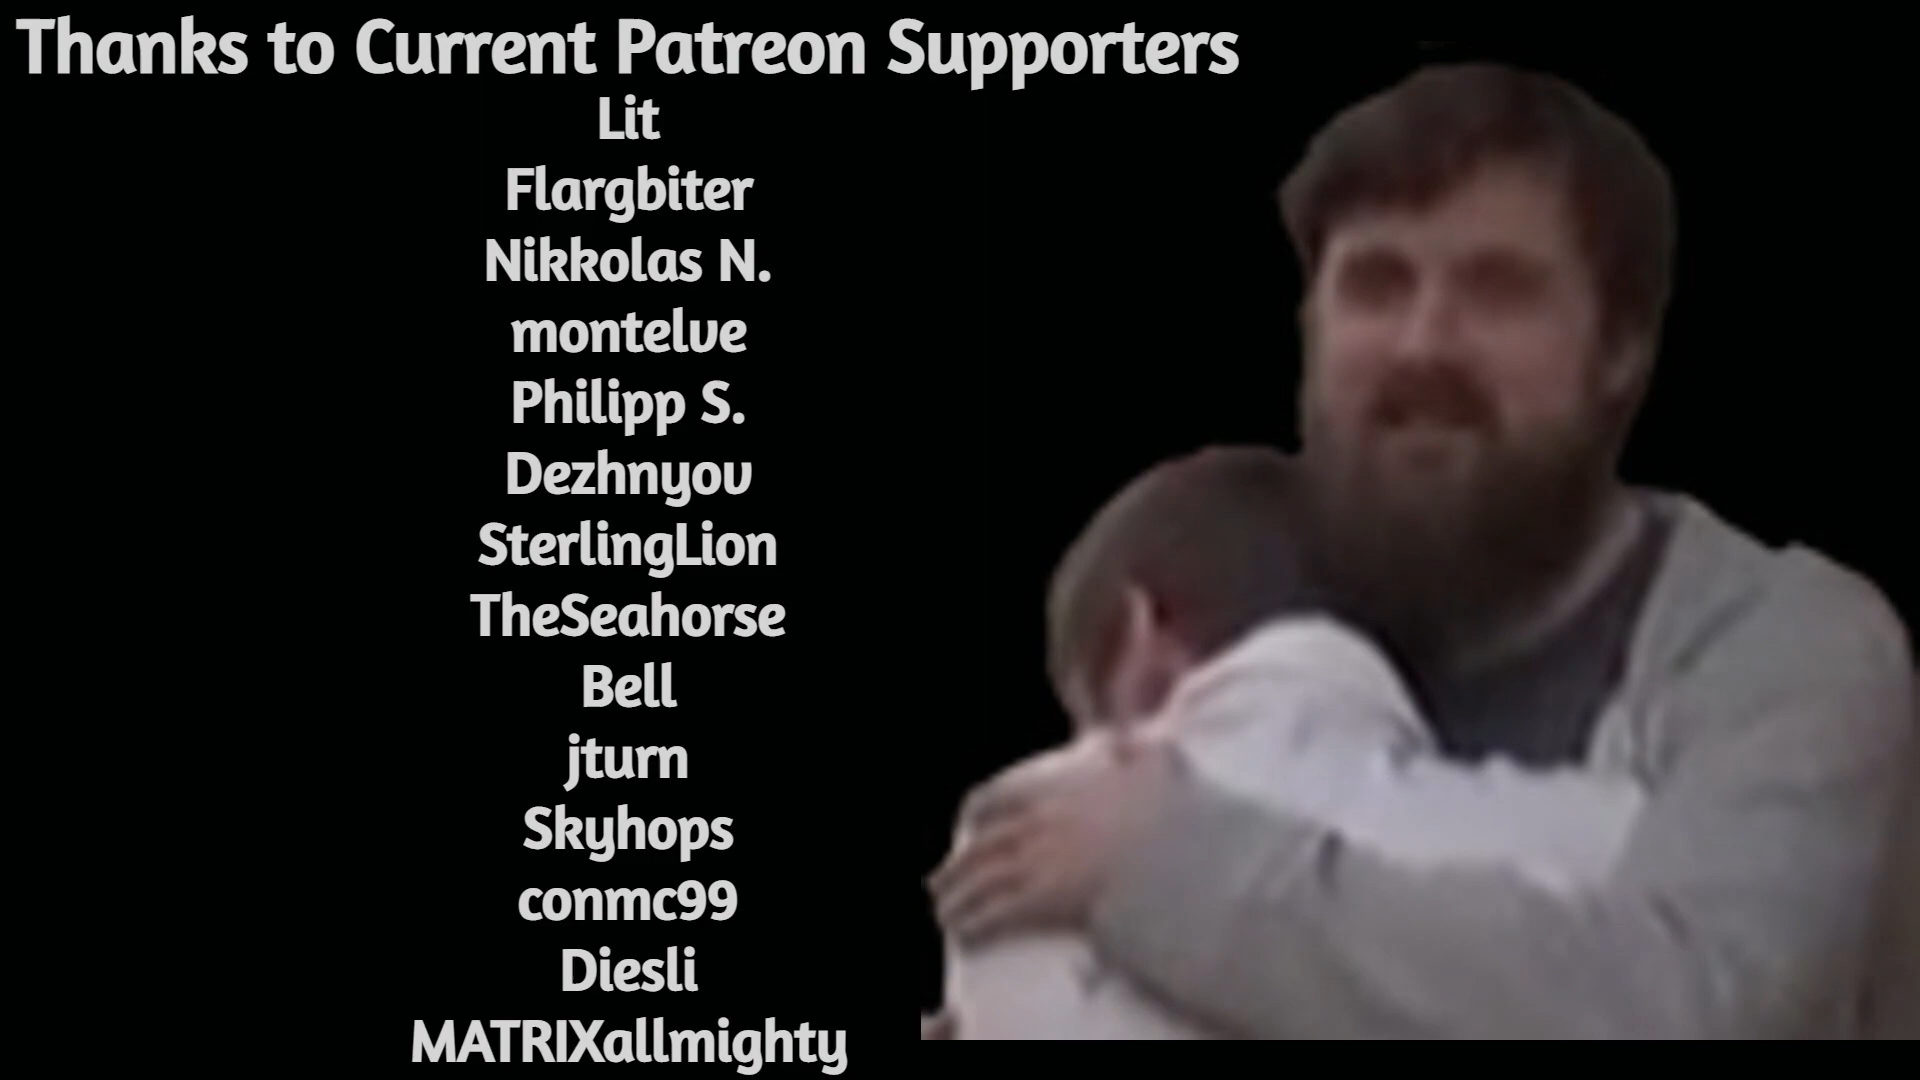 Thanks to Current Patreon Supporters
Lit
Flargbiter
Nikkolas N.
montelve
Philipp S.
Dezhnyov
SterlingLion
TheSeahorse
Bell
jturn
Skyhops
conmc99
Diesli
MATRIXallmighty